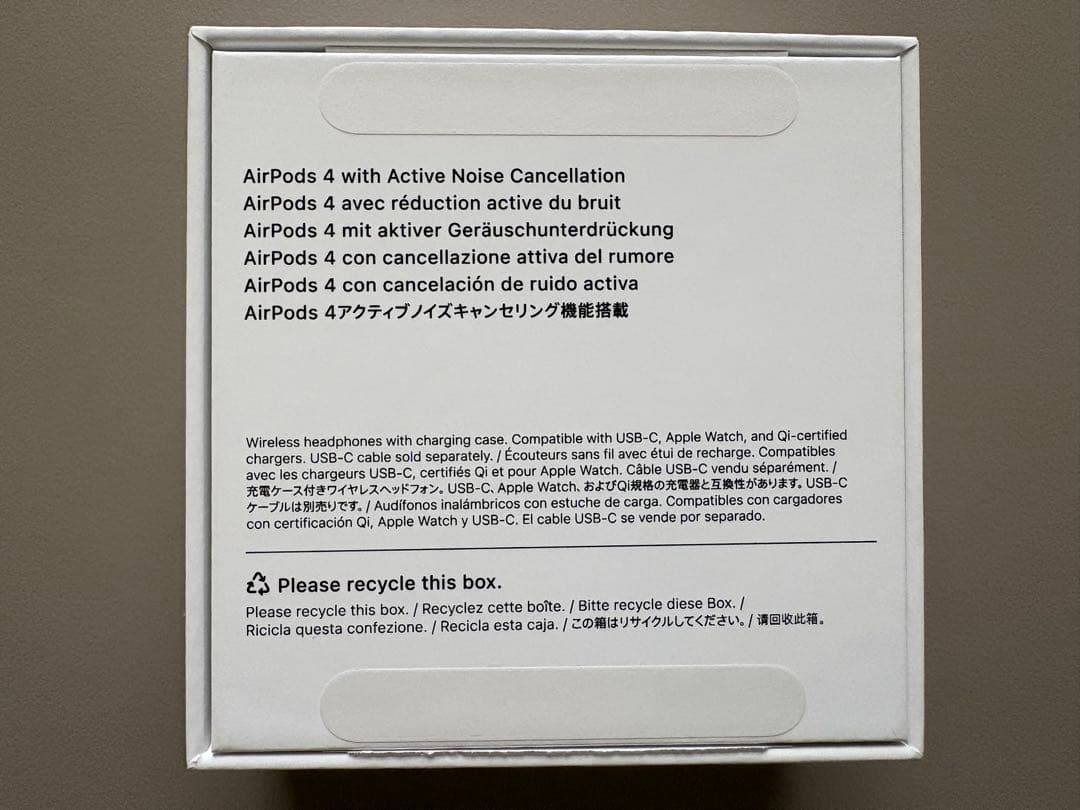 AirPods 4 with Active Noise Cancellation
AirPods 4 avec réduction active du bruit
AirPods 4 mit aktiver Geräuschunterdrückung
AirPods 4 con cancellazione attiva del rumore
AirPods 4 con cancelación de ruido activa
AirPods 4アクティブノイズキャンセリング機能搭載
Wireless headphones with charging case. Compatible with USB-C, Apple Watch, and Qi-certified
chargers. USB-C cable sold separately. / Écouteurs sans fil avec étui de recharge. Compatibles
avec les chargeurs USB-C, certifiés Qi et pour Apple Watch. Câble USB-C vendu séparément. /
充電ケース付きワイヤレスヘッドフォン。USB-C、Apple Watch、およびQi規格の充電器と互換性があります。USB-C
ケーブルは別売りです。/ Audífonos inalámbricos con estuche de carga. Compatibles con cargadores
con certificación Qi, Apple Watch y USB-C. El cable USB-C se vende por separado.
Please recycle this box.
Please recycle this box. / Recyclez cette boîte. / Bitte recycle diese Box. /
Ricicla questa confezione. / Recicla esta caja. / この箱はリサイクルしてください。/ 请回收此箱。